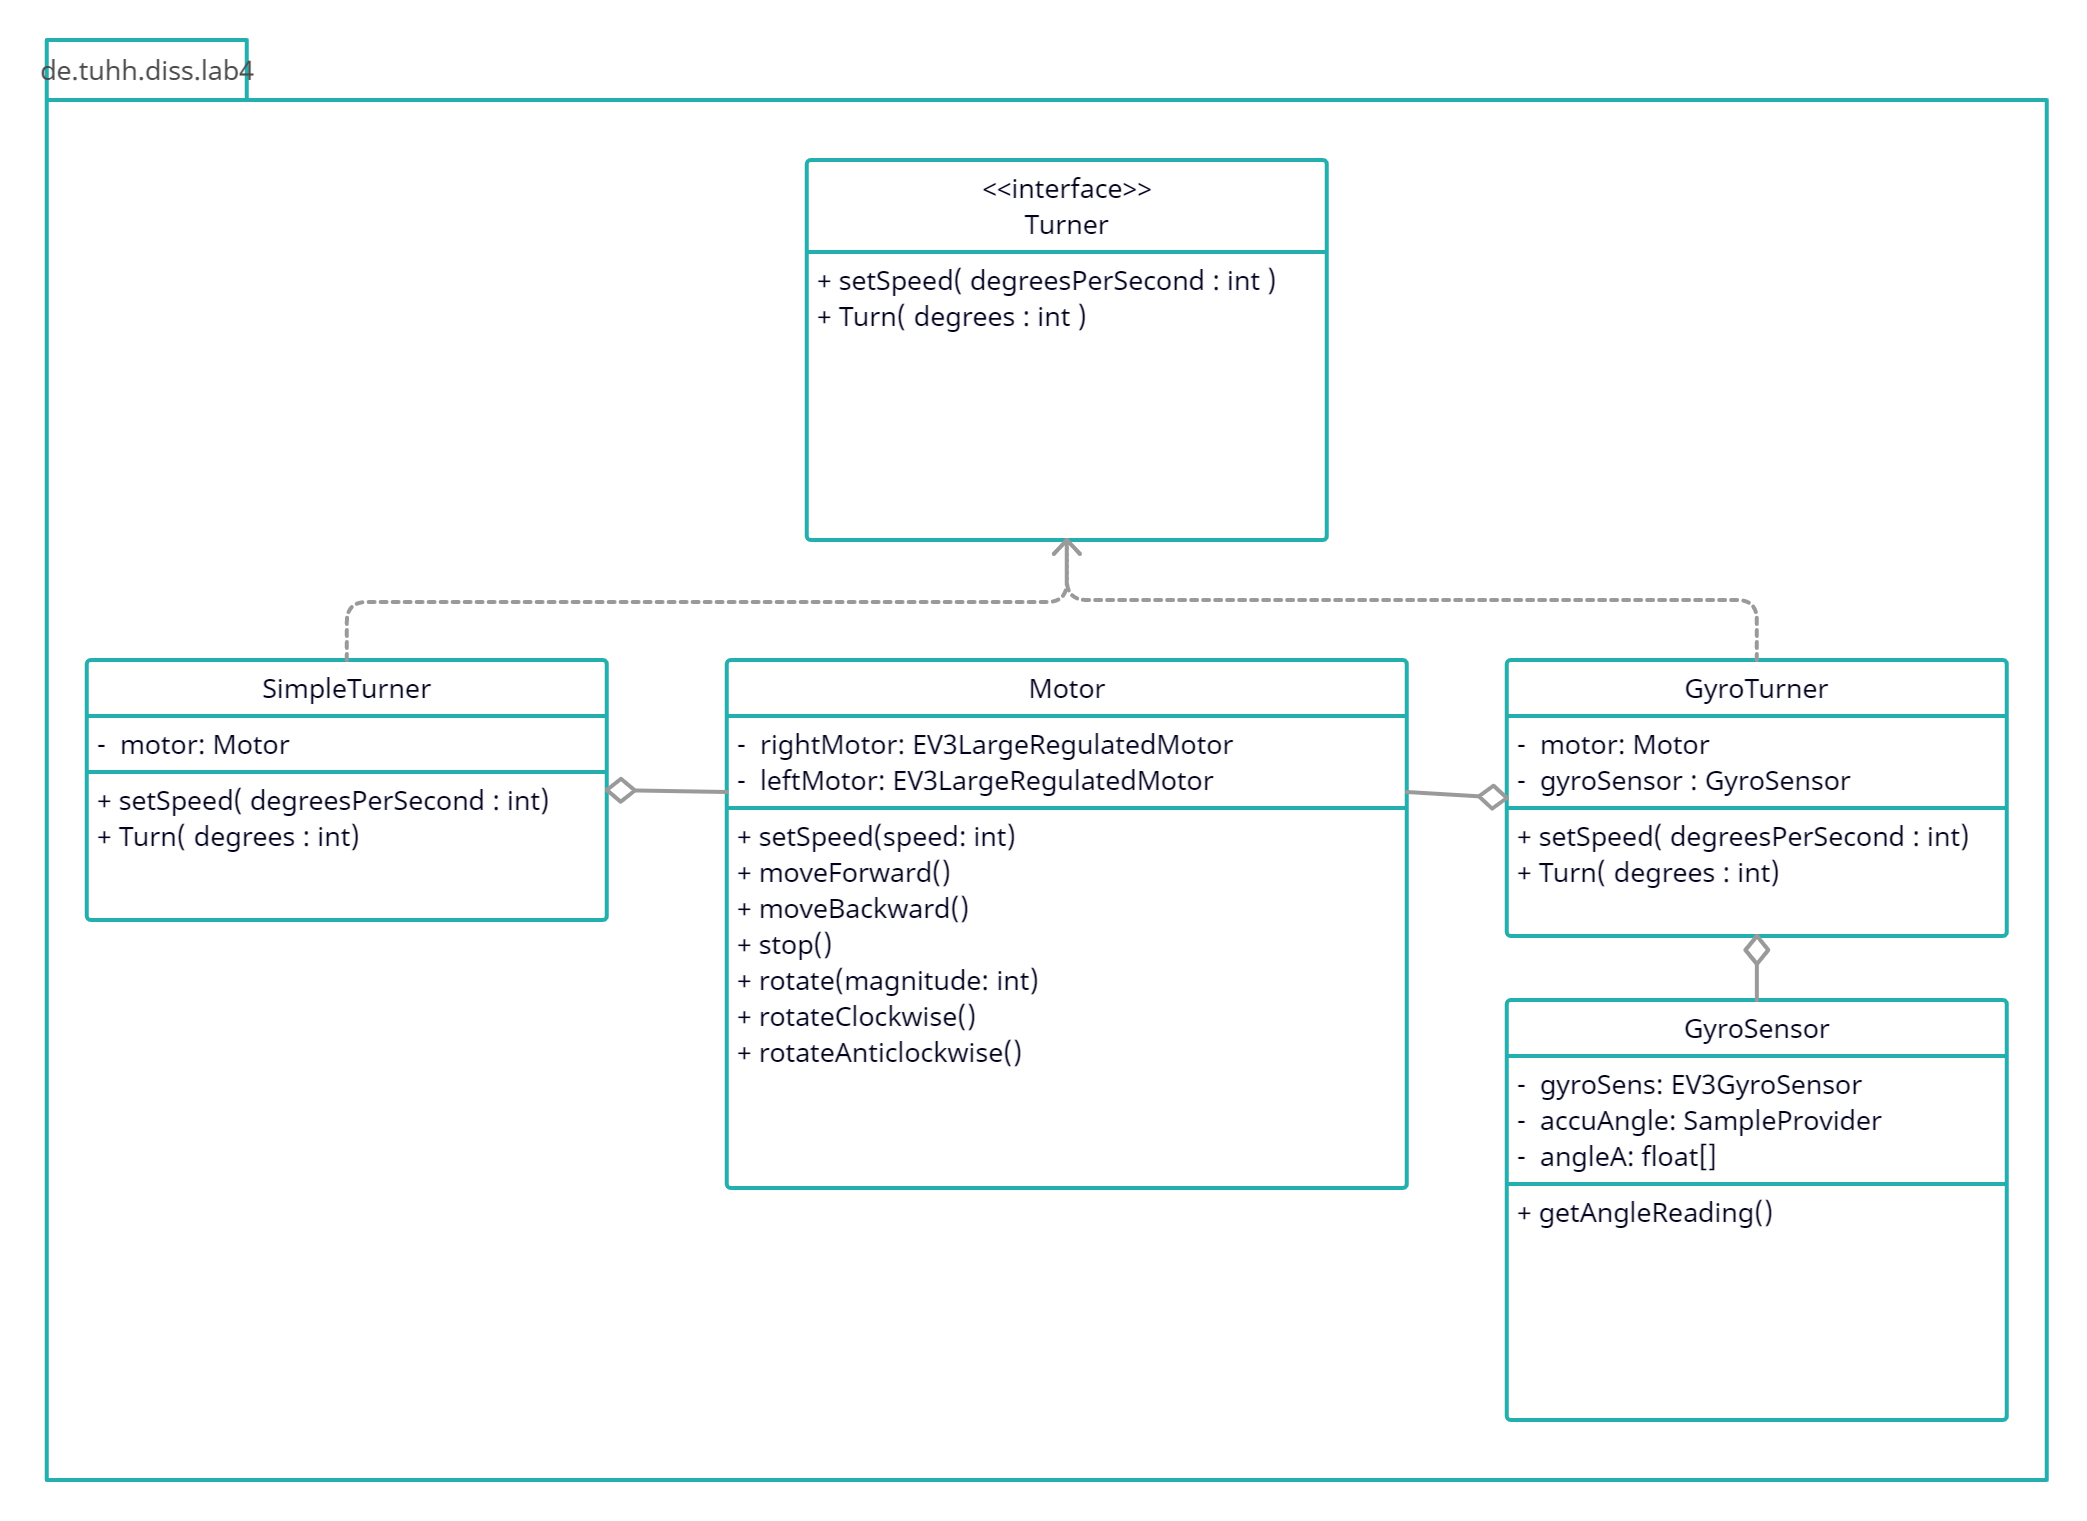 de.tuhh.diss.lab4
<<interface>>
Turner
+ setSpeed( degreesPerSecond : int )
+ Turn( degrees : int )
SimpleTurner
- motor: Motor
+ setSpeed( degreesPerSecond : int)
+ Turn( degrees : int)
Motor
- rightMotor: EV3LargeRegulatedMotor
- leftMotor: EV3LargeRegulatedMotor
+ setSpeed(speed: int)
+ moveForward()
+ moveBackward()
+ stop()
+ rotate(magnitude: int)
+ rotateClockwise()
+ rotateAnticlockwise()
GyroTurner
- motor: Motor
- gyroSensor : GyroSensor
+ setSpeed( degreesPerSecond : int)
+ Turn( degrees : int)
GyroSensor
- gyroSens: EV3GyroSensor
- accuAngle: SampleProvider
- angleA: float[]
+ getAngleReading()